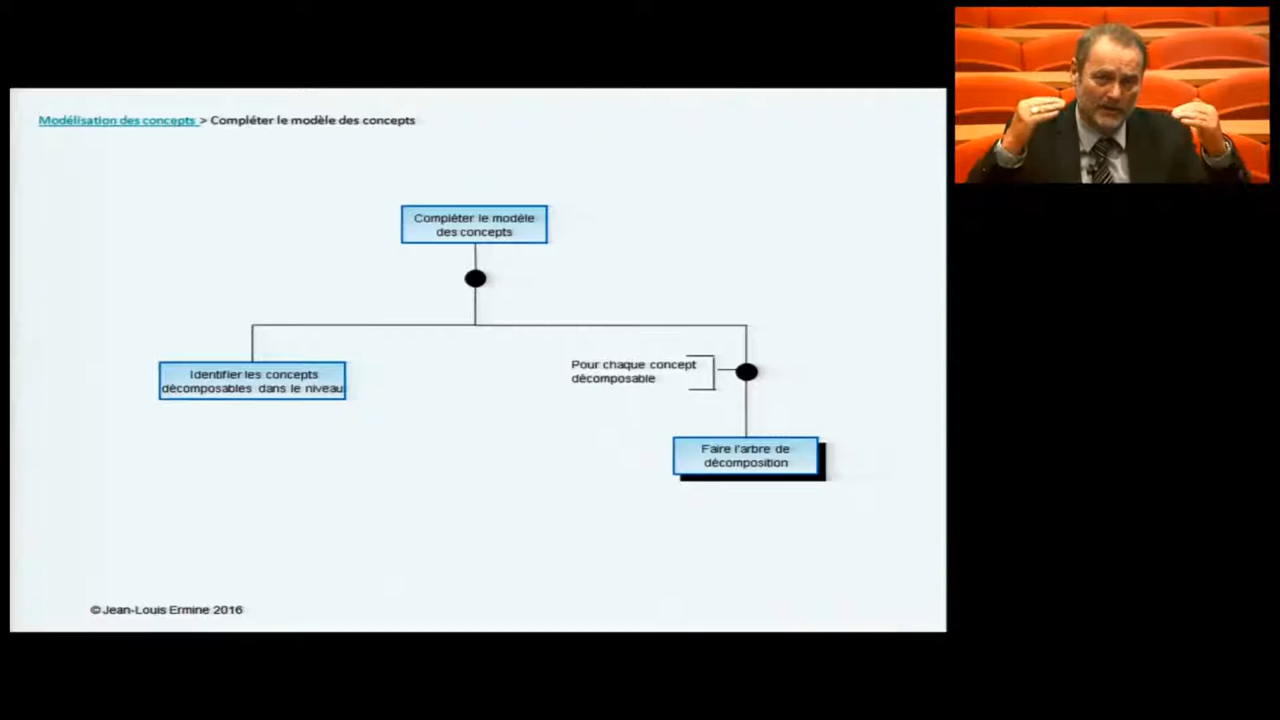 Modélisation des concepts > Compléter le modèle des concepts
Compléter le modèle
des concepts
Identifier les concepts
décomposables dans le niveau
Pour chaque concept
décomposable
Faire l'arbre de
décomposition
© Jean-Louis Ermine 2016